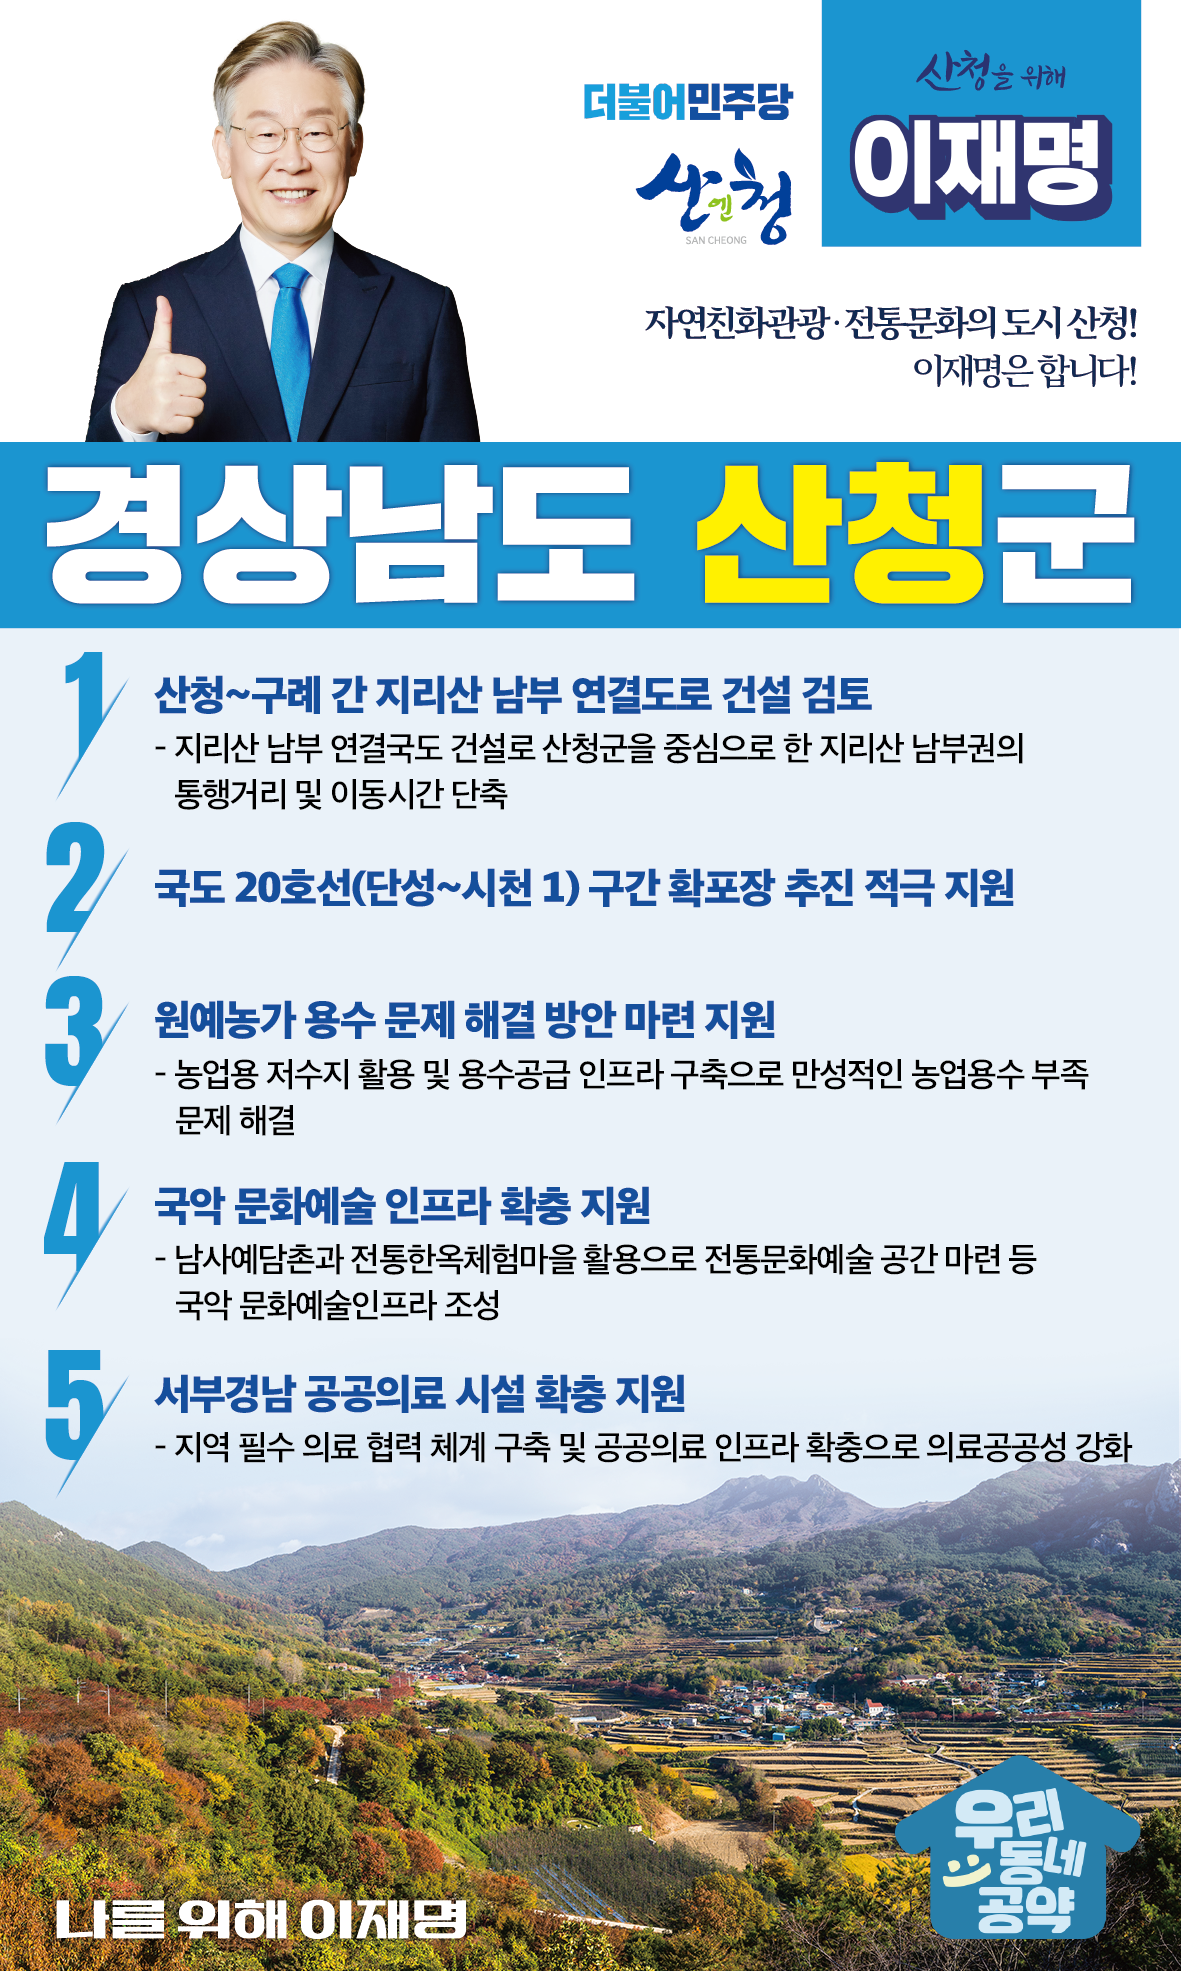 더불어민주당
산엔청
SAN CHEONG
산청을 위해
이재명
자연친화관광·전통문화의 도시 산청!
이재명은 합니다!
경상남도 산청군
1
산청~구례 간 지리산 남부 연결도로 건설 검토
- 지리산 남부 연결국도 건설로 산청군을 중심으로 한 지리산 남부권의
통행거리 및 이동시간 단축
2
국도 20호선(단성~시천 1) 구간 확포장 추진 적극 지원
3
원예농가 용수 문제 해결 방안 마련 지원
- 농업용 저수지 활용 및 용수공급 인프라 구축으로 만성적인 농업용수 부족
문제 해결
4
국악 문화예술 인프라 확충 지원
- 남사예담촌과 전통한옥체험마을 활용으로 전통문화예술 공간 마련 등
국악 문화예술인프라 조성
5
서부경남 공공의료 시설 확충 지원
- 지역 필수 의료 협력 체계 구축 및 공공의료 인프라 확충으로 의료공공성 강화
나를 위해 이재명
우리
동네
공약